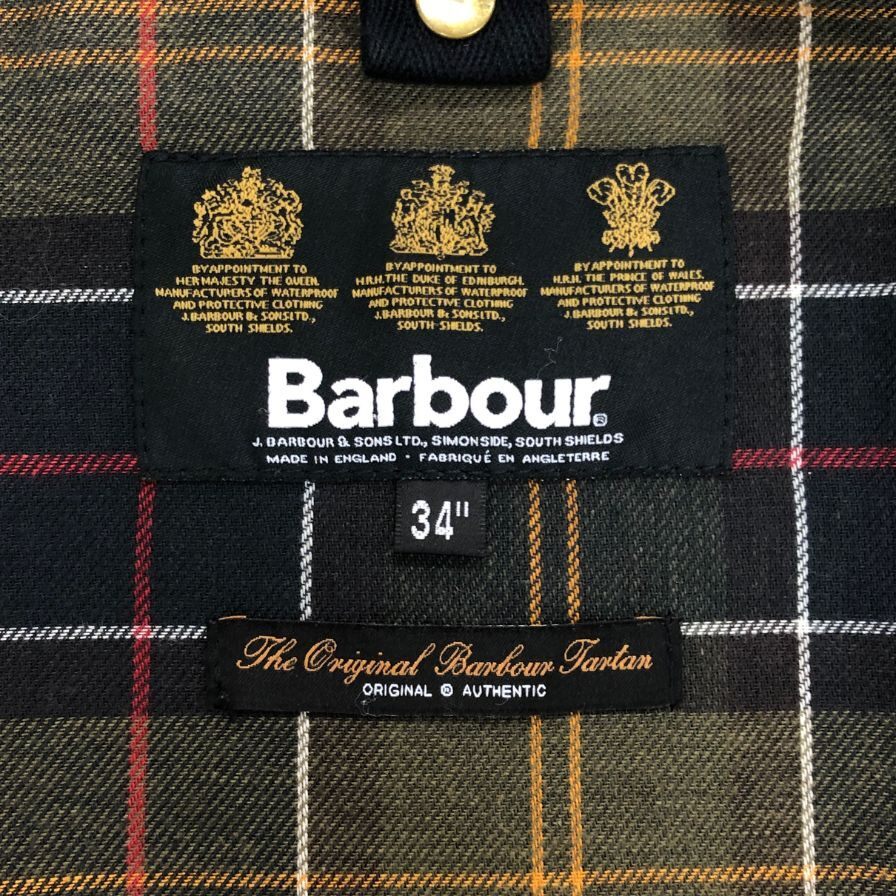 BY APPOINTMENT TO
HER MAJESTY THE QUEEN.
MANUFACTURERS OF WATERPROOF
AND PROTECTIVE CLOTHING
J. BARBOUR & SONS LTD.,
SOUTH SHIELDS.
BY APPOINTMENT TO
H.R.H. THE DUKE OF EDINBURGH.
MANUFACTURERS OF WATERPROOF
AND PROTECTIVE CLOTHING
J. BARBOUR & SONS LTD.,
SOUTH SHIELDS.
BY APPOINTMENT TO
H.R.H. THE PRINCE OF WALES.
MANUFACTURERS OF WATERPROOF
AND PROTECTIVE CLOTHING
J. BARBOUR & SONS LTD.,
SOUTH SHIELDS.
Barbour®
J. BARBOUR & SONS LTD., SIMONSIDE, SOUTH SHIELDS
MADE IN ENGLAND · FABRIQUÉ EN ANGLETERRE
34"
The Original Barbour Tartan
ORIGINAL ® AUTHENTIC